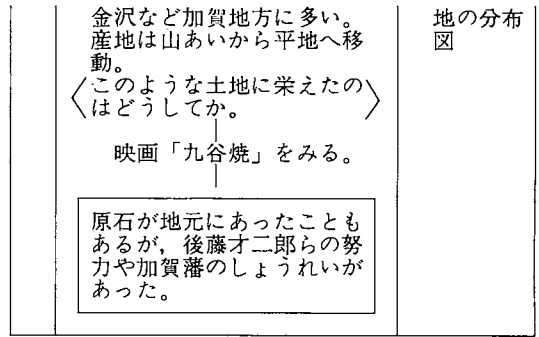 金沢など加賀地方に多い。
産地は山あいから平地へ移
動。
〈このような土地に栄えたの
はどうしてか。〉
映画「九谷焼」をみる。
原石が地元にあったことも
あるが，後藤才二郎らの努
力や加賀藩のしょうれいが
あった。
地の分布
図